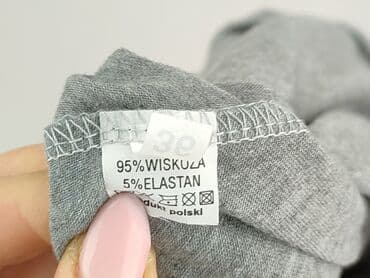 38
95% WISKOZA
5% ELASTAN
produkt polski